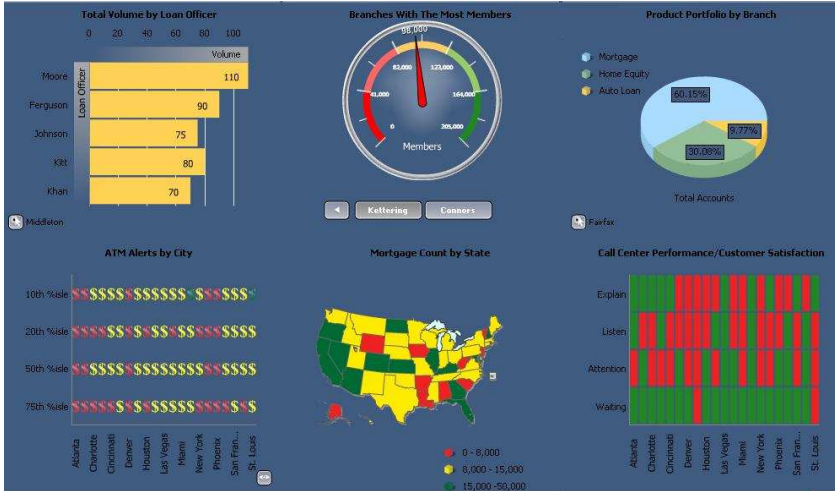 Total Volume by Loan Officer
0 20 40 60 80 100
Volume
Loan Officer
Moore 110
Ferguson 90
Johnson 75
Kitt 80
Khan 70
Middleton
Branches With The Most Members
98,000
82,000 123,000
41,000 164,000
0 205,000
Members
Kettering Connors
Product Portfolio by Branch
Mortgage
Home Equity
Auto Loan
60.15%
9.77%
30.08%
Total Accounts
Fairfax
ATM Alerts by City
10th %isle
20th %isle
50th %isle
75th %isle
Atlanta
Charlotte
Cincinnati
Denver
Houston
Las Vegas
Miami
New York
Phoenix
San Fran...
St. Louis
Mortgage Count by State
0 - 8,000
8,000 - 15,000
15,000 -50,000
Call Center Performance/Customer Satisfaction
Explain
Listen
Attention
Waiting
Atlanta
Charlotte
Cincinnati
Denver
Houston
Las Vegas
Miami
New York
Phoenix
San Fran...
St. Louis